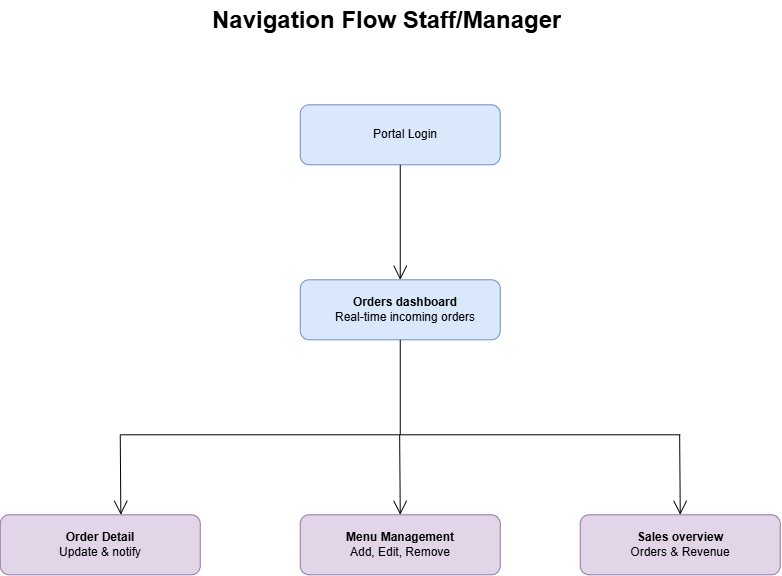 Navigation Flow Staff/Manager
Portal Login
Orders dashboard
Real-time incoming orders
Order Detail
Update & notify
Menu Management
Add, Edit, Remove
Sales overview
Orders & Revenue